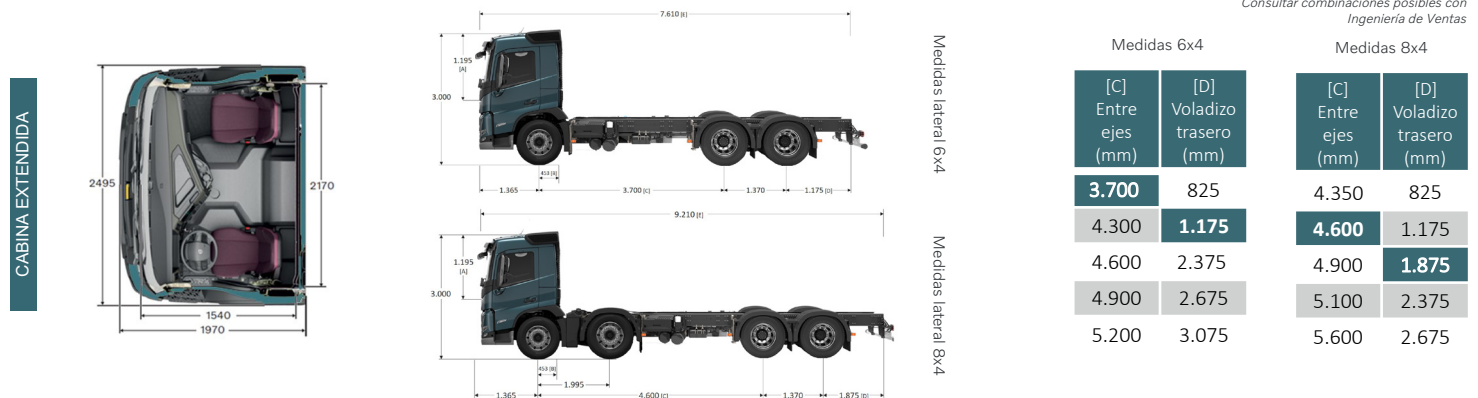 Consultar combinaciones posibles con
Ingeniería de Ventas
CABINA EXTENDIDA
2495
2170
1540
1970
7.610 [E]
1.195
[A]
3.000
453 [B]
1.365
3.700 [C]
1.370
1.175 [D]
Medidas lateral 6x4
9.210 [E]
1.195
[A]
3.000
453 [B]
1.995
1.365
4.600 [C]
1.370
1.875 [D]
Medidas lateral 8x4
Medidas 6x4
[C]
Entre
ejes
(mm)
[D]
Voladizo
trasero
(mm)
3.700 825
4.300 1.175
4.600 2.375
4.900 2.675
5.200 3.075
Medidas 8x4
[C]
Entre
ejes
(mm)
[D]
Voladizo
trasero
(mm)
4.350 825
4.600 1.175
4.900 1.875
5.100 2.375
5.600 2.675